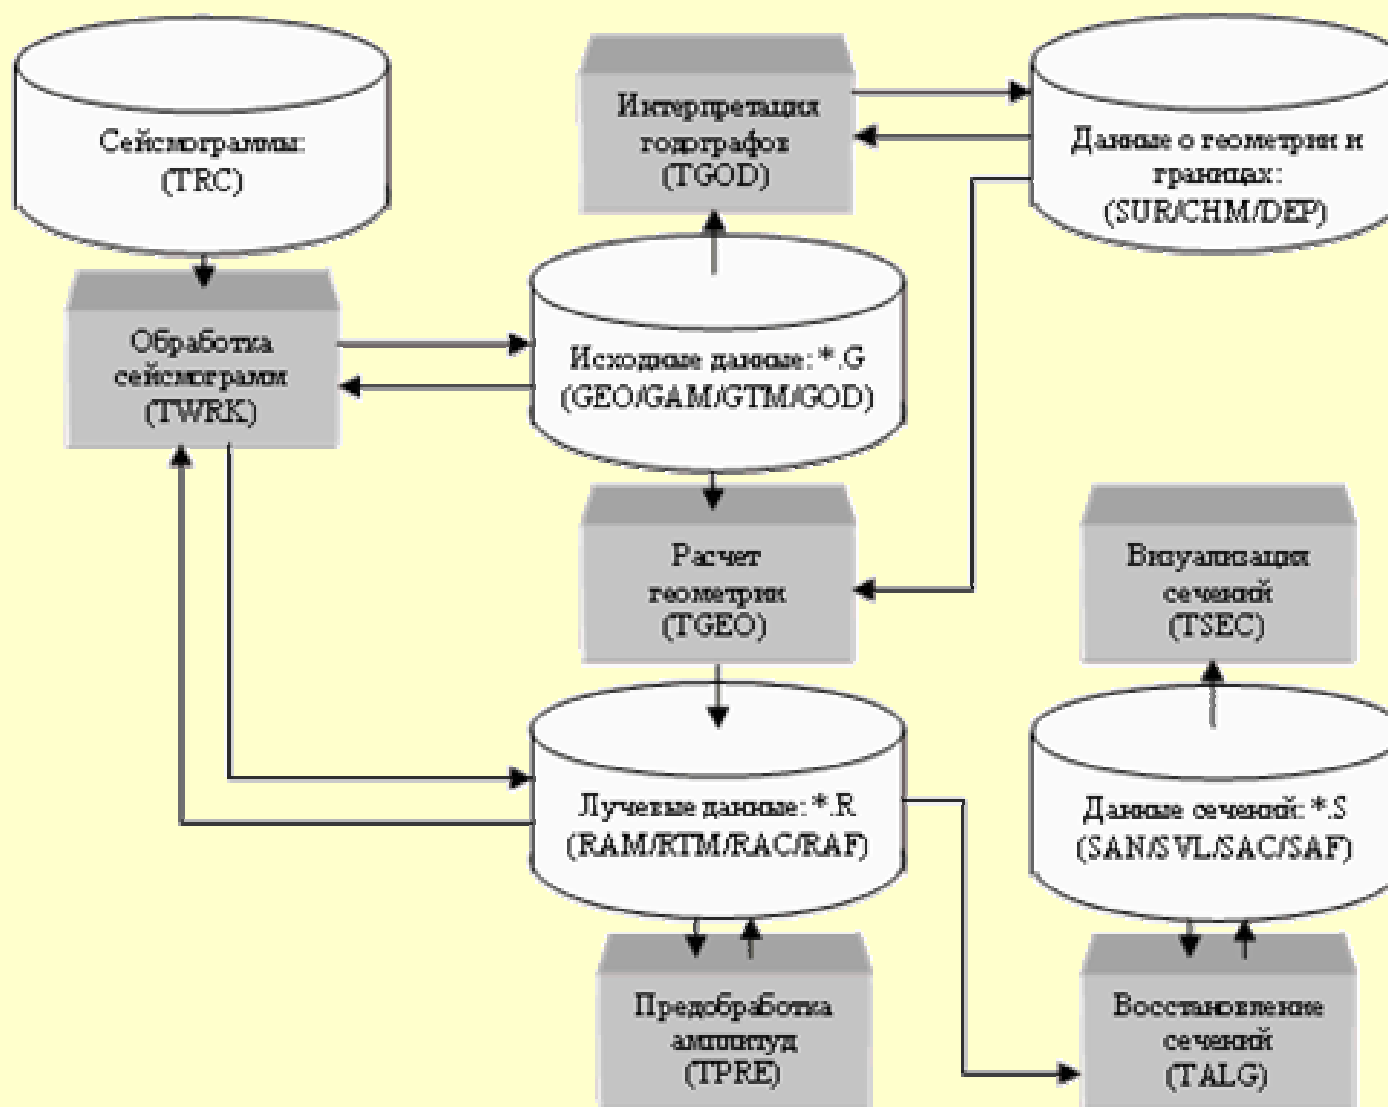 Сейсмограммы:
(TRC)
Интерпретация
годографов
(TGOD)
Данные о геометрии и
границах:
(SUR/CHM/DEP)
Обработка
сейсмограмм
(TWRK)
Исходные данные: *.G
(GEO/GAM/GTM/GOD)
Расчет
геометрии
(TGEO)
Визуализация
сечений
(TSEC)
Лучевые данные: *.R
(RAM/RTM/RAC/RAF)
Данные сечений: *.S
(SAN/SVL/SAC/SAF)
Предобработка
амплитуд
(TPRE)
Восстановление
сечений
(TALG)